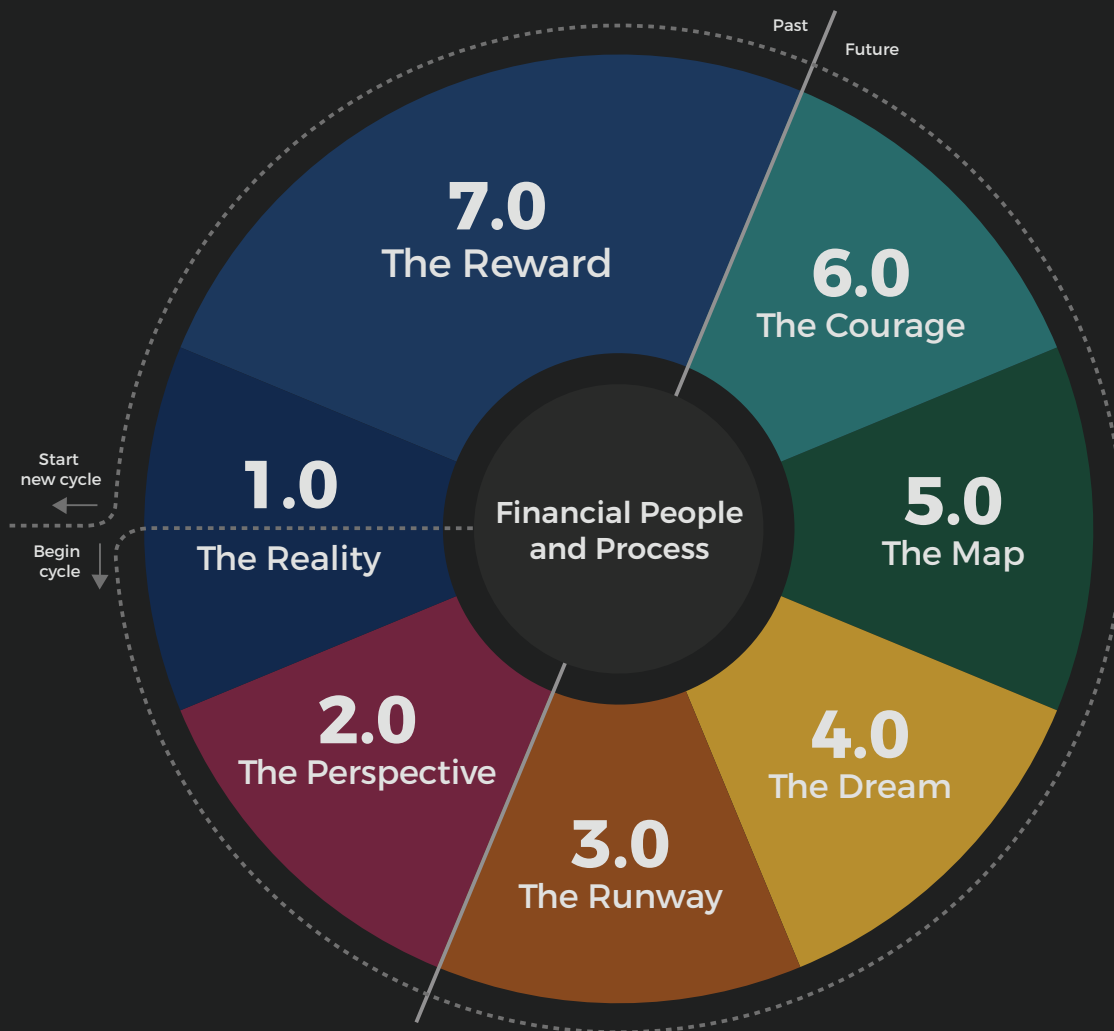 Past
Future
7.0
The Reward
6.0
The Courage
Start
new cycle
1.0
The Reality
Financial People
and Process
5.0
The Map
Begin
cycle
2.0
The Perspective
4.0
The Dream
3.0
The Runway